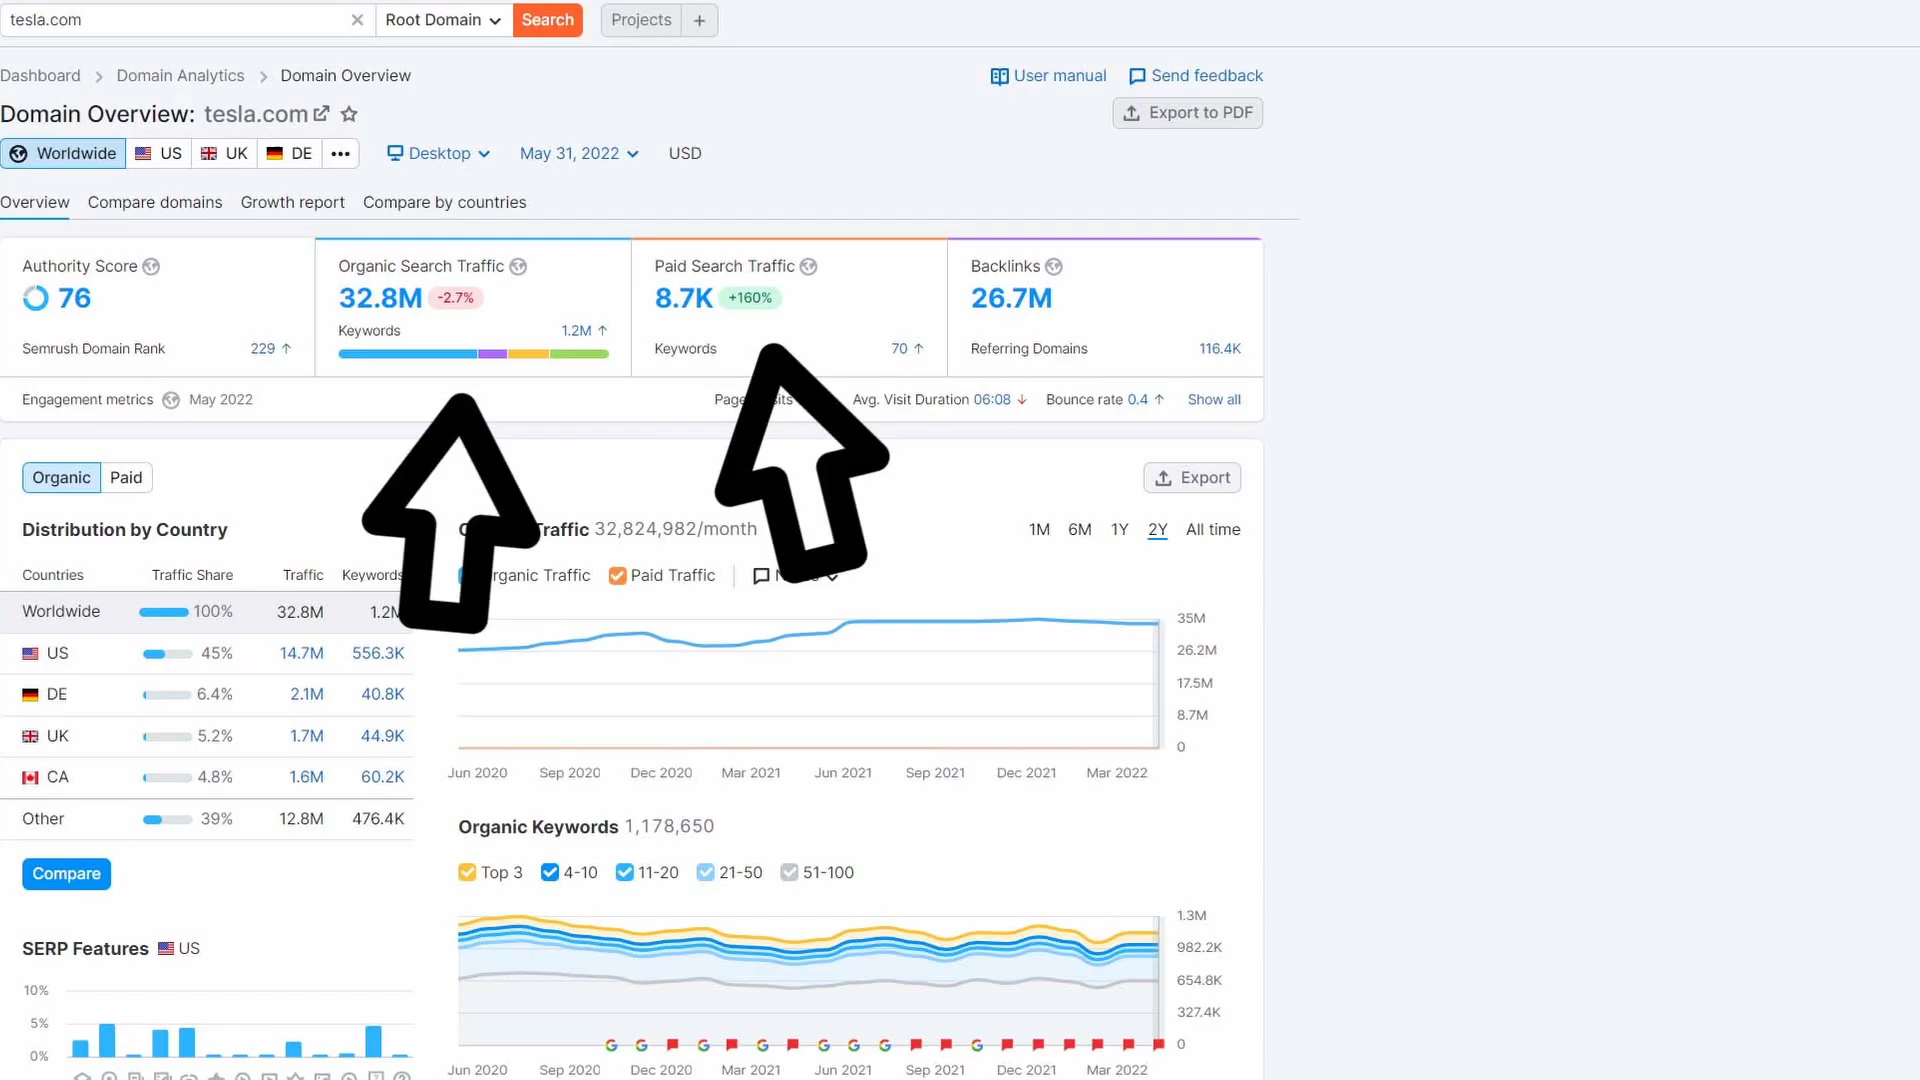 tesla.com
Root Domain
Search
Projects
+
Dashboard > Domain Analytics > Domain Overview
User manual
Send feedback
Domain Overview: tesla.com
Export to PDF
Worldwide
US
UK
DE
•••
Desktop
May 31, 2022
USD
Overview
Compare domains
Growth report
Compare by countries
Authority Score
76
Semrush Domain Rank 229 ↑
Organic Search Traffic
32.8M -2.7%
Keywords 1.2M ↑
Paid Search Traffic
8.7K +160%
Keywords 70 ↑
Backlinks
26.7M
Referring Domains 116.4K
Engagement metrics May 2022
Avg. Visit Duration 06:08 ↓
Bounce rate 0.4 ↑
Show all
Organic
Paid
Export
Distribution by Country
Countries Traffic Share Traffic Keywords
Worldwide 100% 32.8M
US 45% 14.7M 556.3K
DE 6.4% 2.1M 40.8K
UK 5.2% 1.7M 44.9K
CA 4.8% 1.6M 60.2K
Other 39% 12.8M 476.4K
Compare
SERP Features US
10%
5%
0%
Traffic 32,824,982/month
1M 6M 1Y 2Y All time
Traffic
Paid Traffic
35M
26.2M
17.5M
8.7M
0
Jun 2020 Sep 2020 Dec 2020 Mar 2021 Jun 2021 Sep 2021 Dec 2021 Mar 2022
Organic Keywords 1,178,650
Top 3 4-10 11-20 21-50 51-100
1.3M
982.2K
654.8K
327.4K
0
Jun 2020 Sep 2020 Dec 2020 Mar 2021 Jun 2021 Sep 2021 Dec 2021 Mar 2022